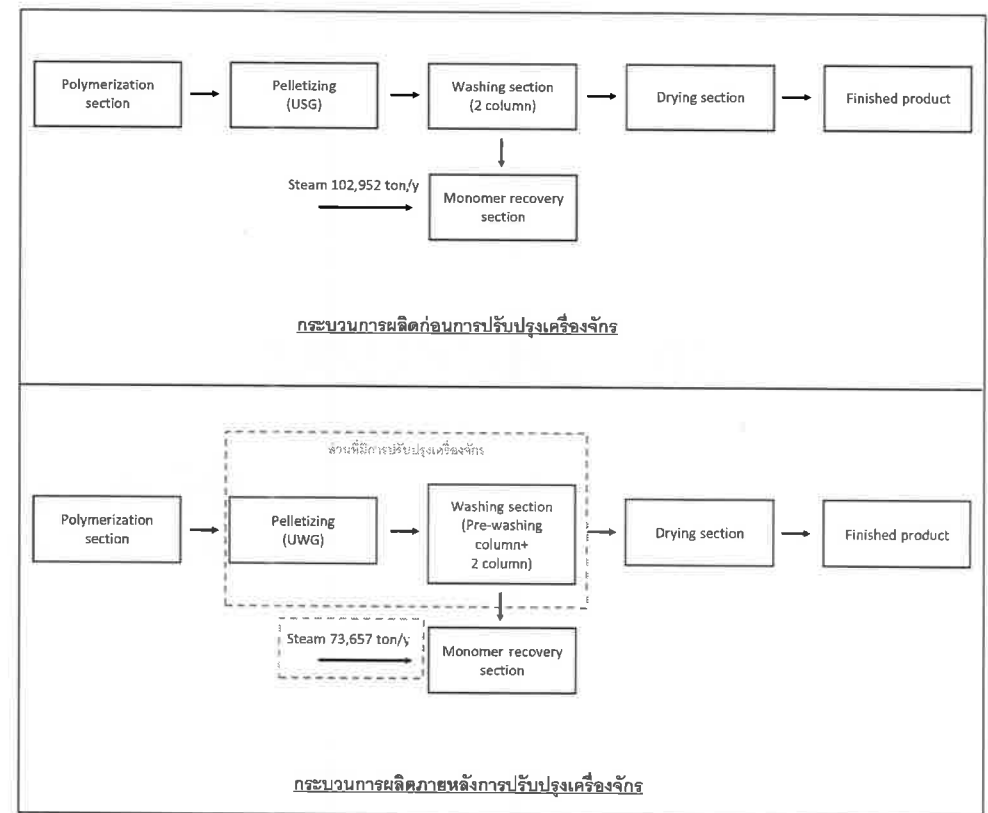 Polymerization
section
Pelletizing
(USG)
Washing section
(2 column)
Drying section
Finished product
Steam 102,952 ton/y
Monomer recovery
section
กระบวนการผลิตก่อนการปรับปรุงเครื่องจักร
ส่วนที่มีการปรับปรุงเครื่องจักร
Polymerization
section
Pelletizing
(UWG)
Washing section
(Pre-washing
column+
2 column)
Drying section
Finished product
Steam 73,657 ton/y
Monomer recovery
section
กระบวนการผลิตภายหลังการปรับปรุงเครื่องจักร